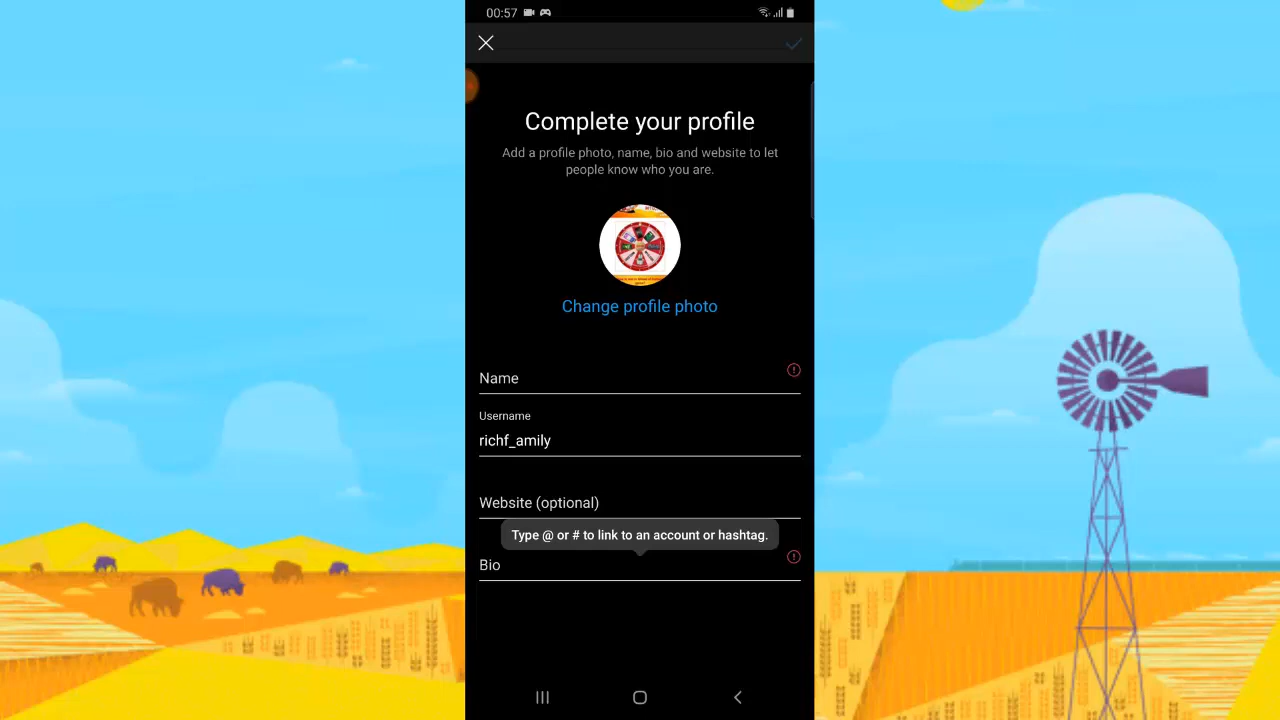 00:57
Complete your profile
Add a profile photo, name, bio and website to let
people know who you are.
Change profile photo
Name
Username
richf_amily
Website (optional)
Type @ or # to link to an account or hashtag.
Bio